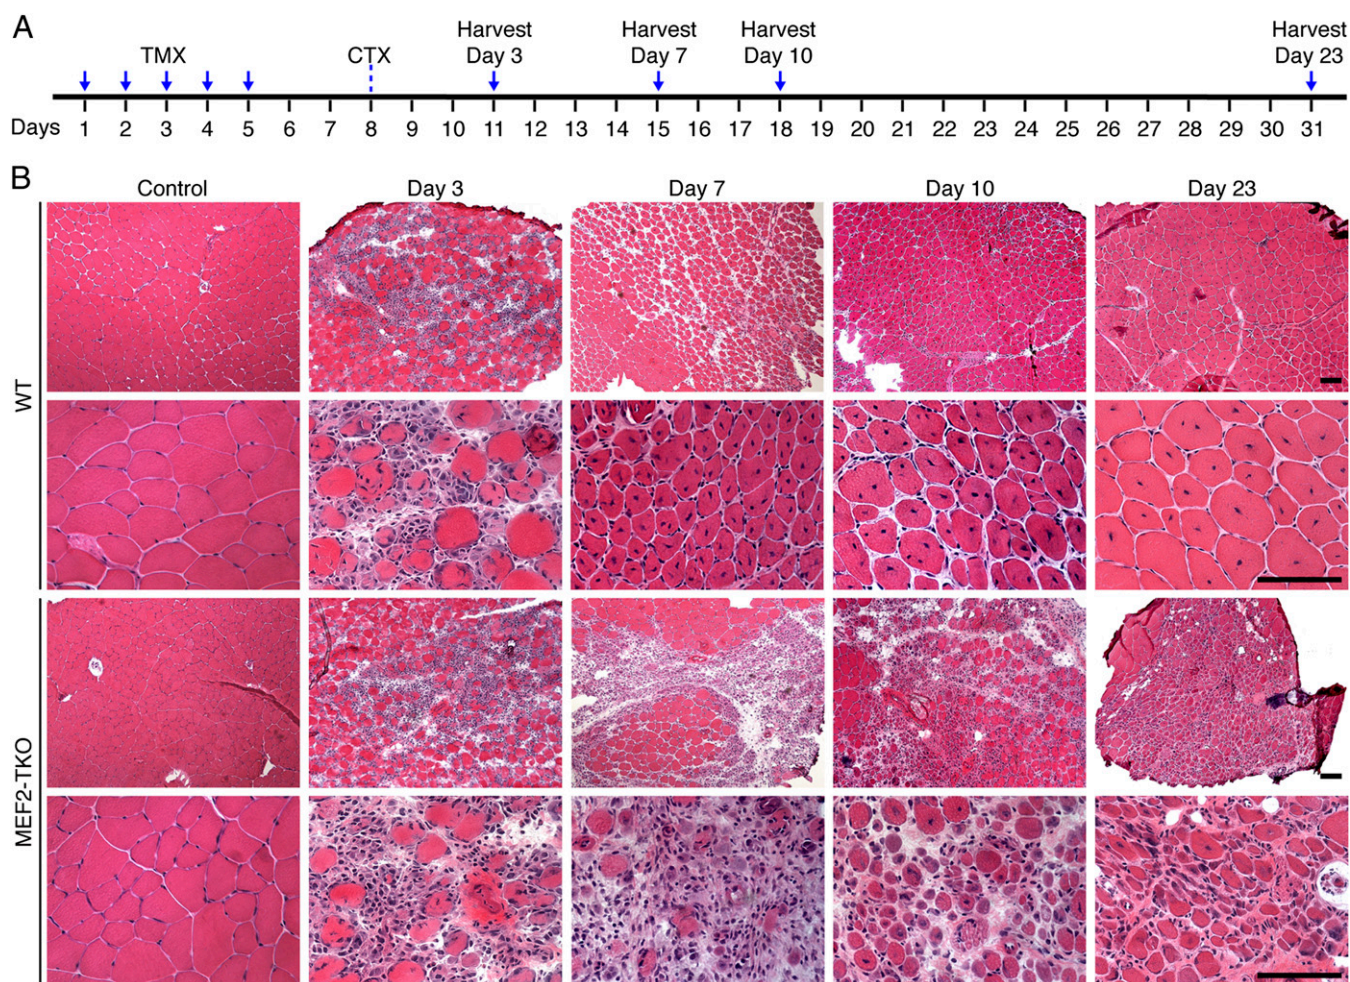 A
TMX
CTX
Harvest
Day 3
Harvest
Day 7
Harvest
Day 10
Harvest
Day 23
Days 1 2 3 4 5 6 7 8 9 10 11 12 13 14 15 16 17 18 19 20 21 22 23 24 25 26 27 28 29 30 31
B
Control Day 3 Day 7 Day 10 Day 23
WT
MEF2-TKO